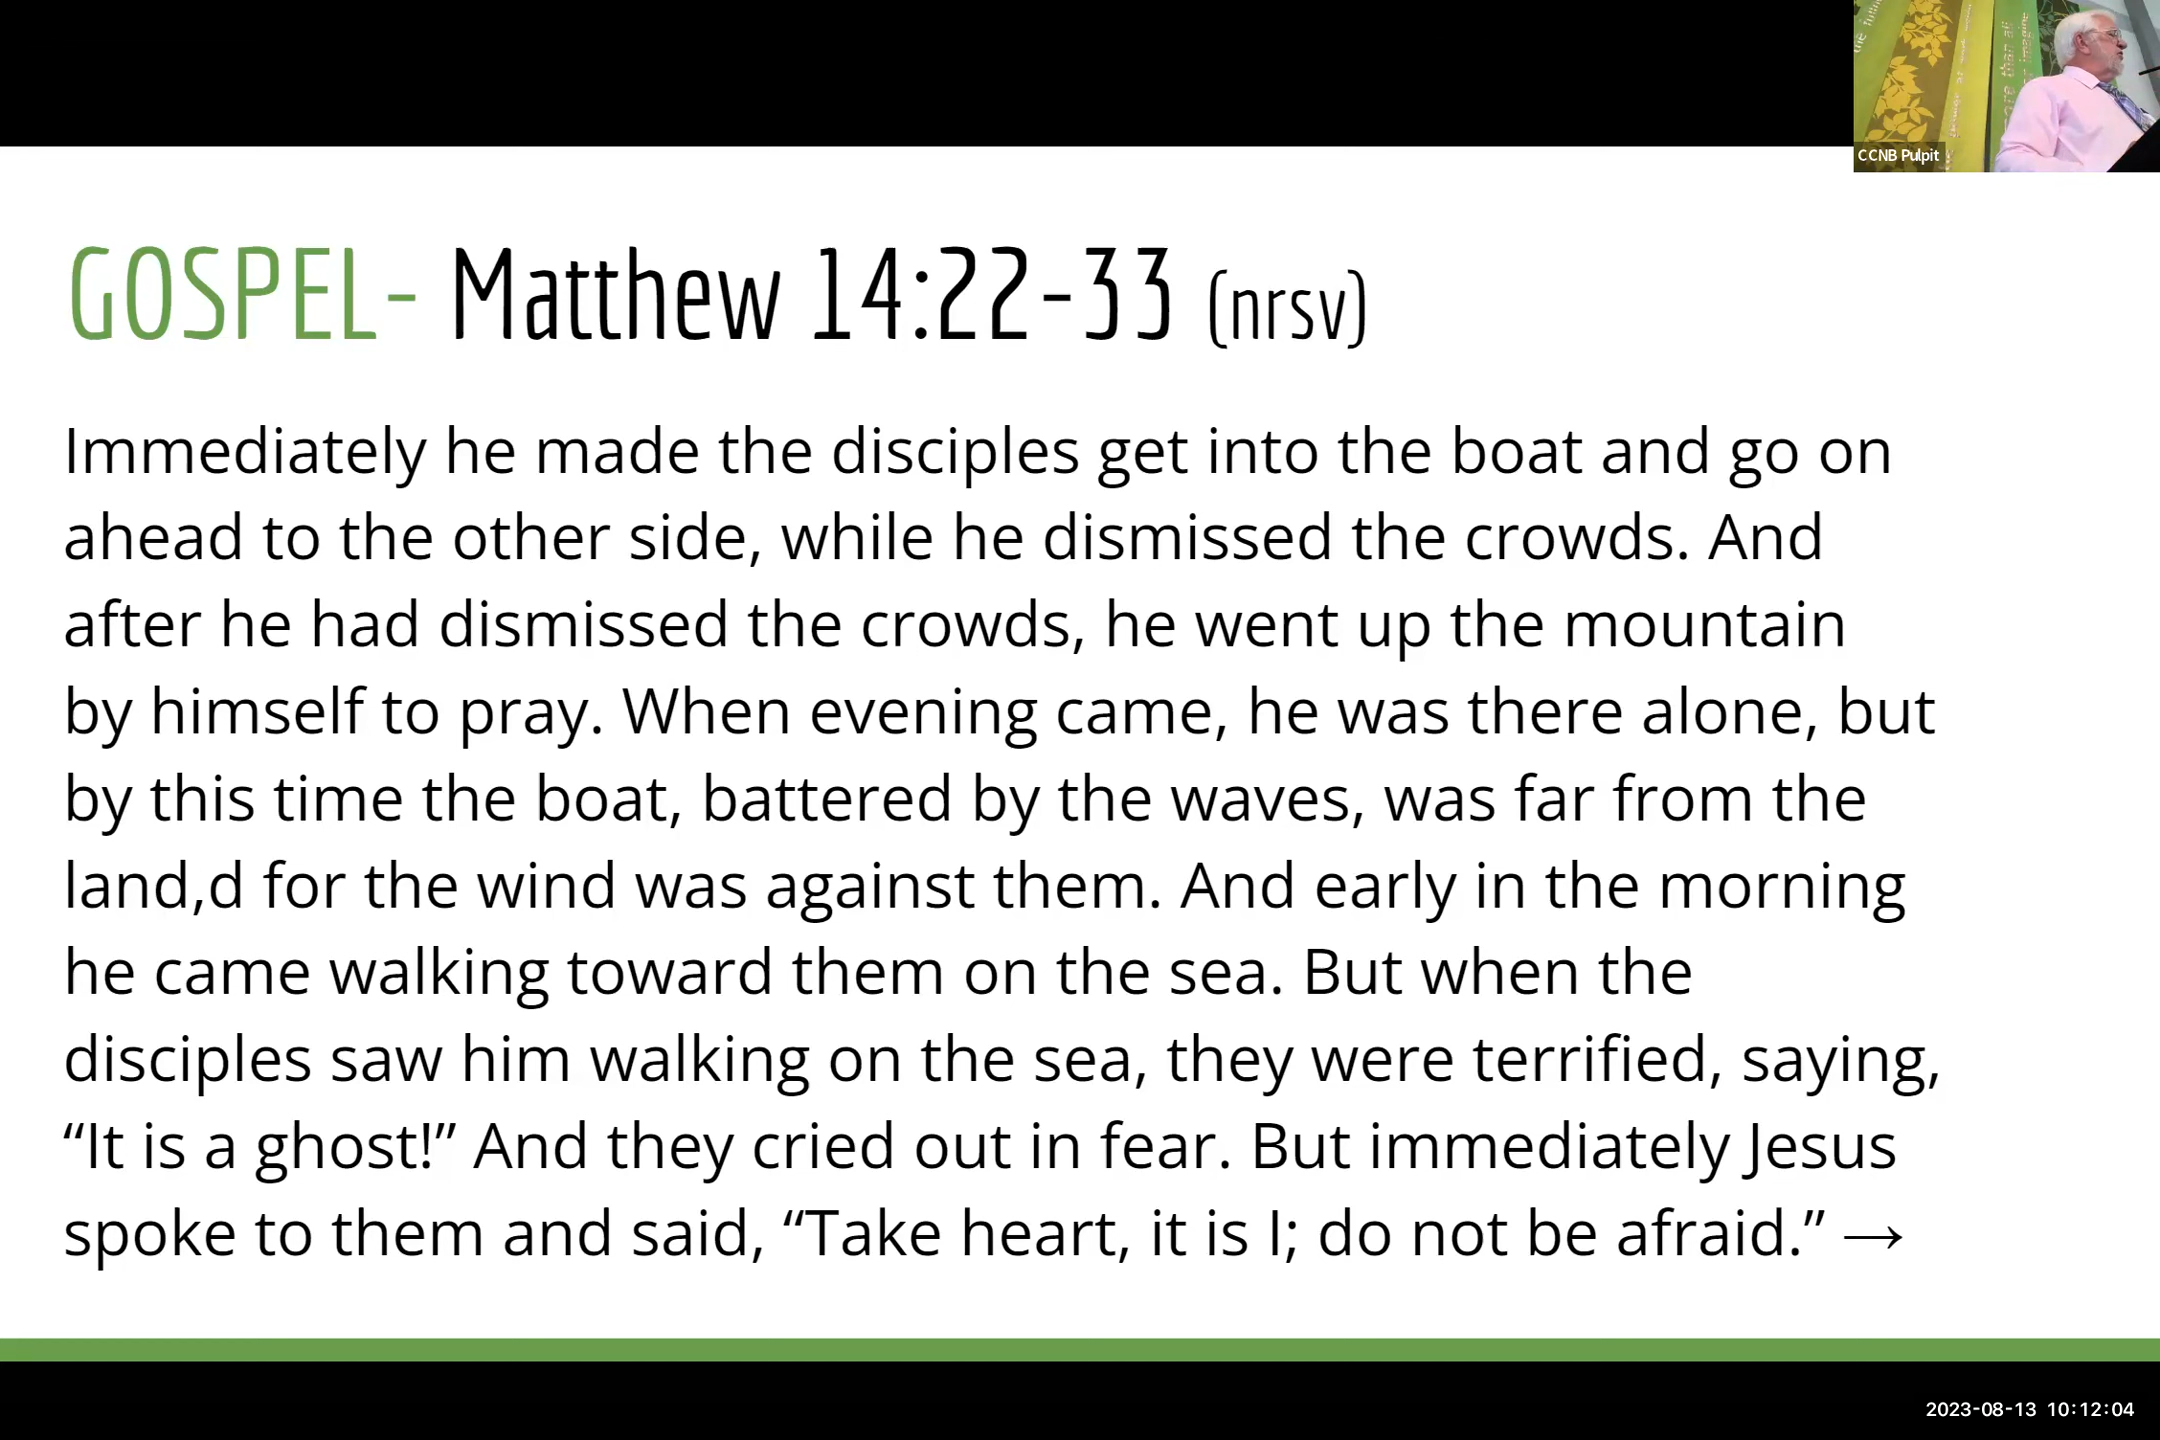 CCNB Pulpit
GOSPEL- Matthew 14:22-33 (nrsv)
Immediately he made the disciples get into the boat and go on
ahead to the other side, while he dismissed the crowds. And
after he had dismissed the crowds, he went up the mountain
by himself to pray. When evening came, he was there alone, but
by this time the boat, battered by the waves, was far from the
land,d for the wind was against them. And early in the morning
he came walking toward them on the sea. But when the
disciples saw him walking on the sea, they were terrified, saying,
“It is a ghost!” And they cried out in fear. But immediately Jesus
spoke to them and said, “Take heart, it is I; do not be afraid.” →
2023-08-13 10:12:04